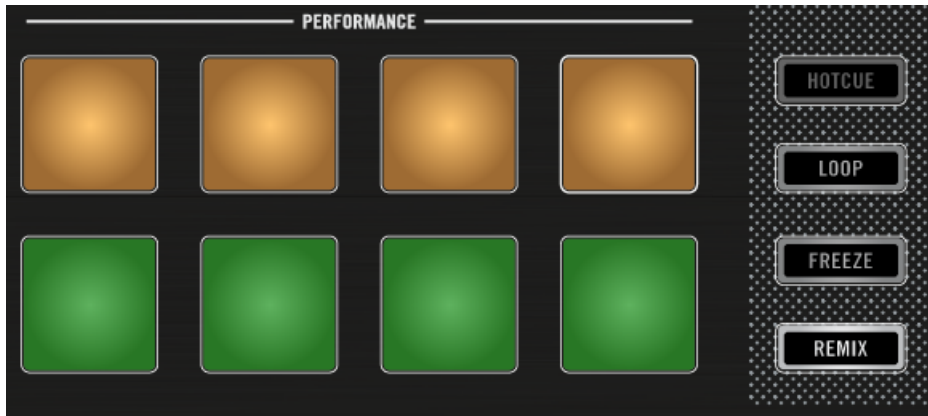 PERFORMANCE
HOTCUE
LOOP
FREEZE
REMIX